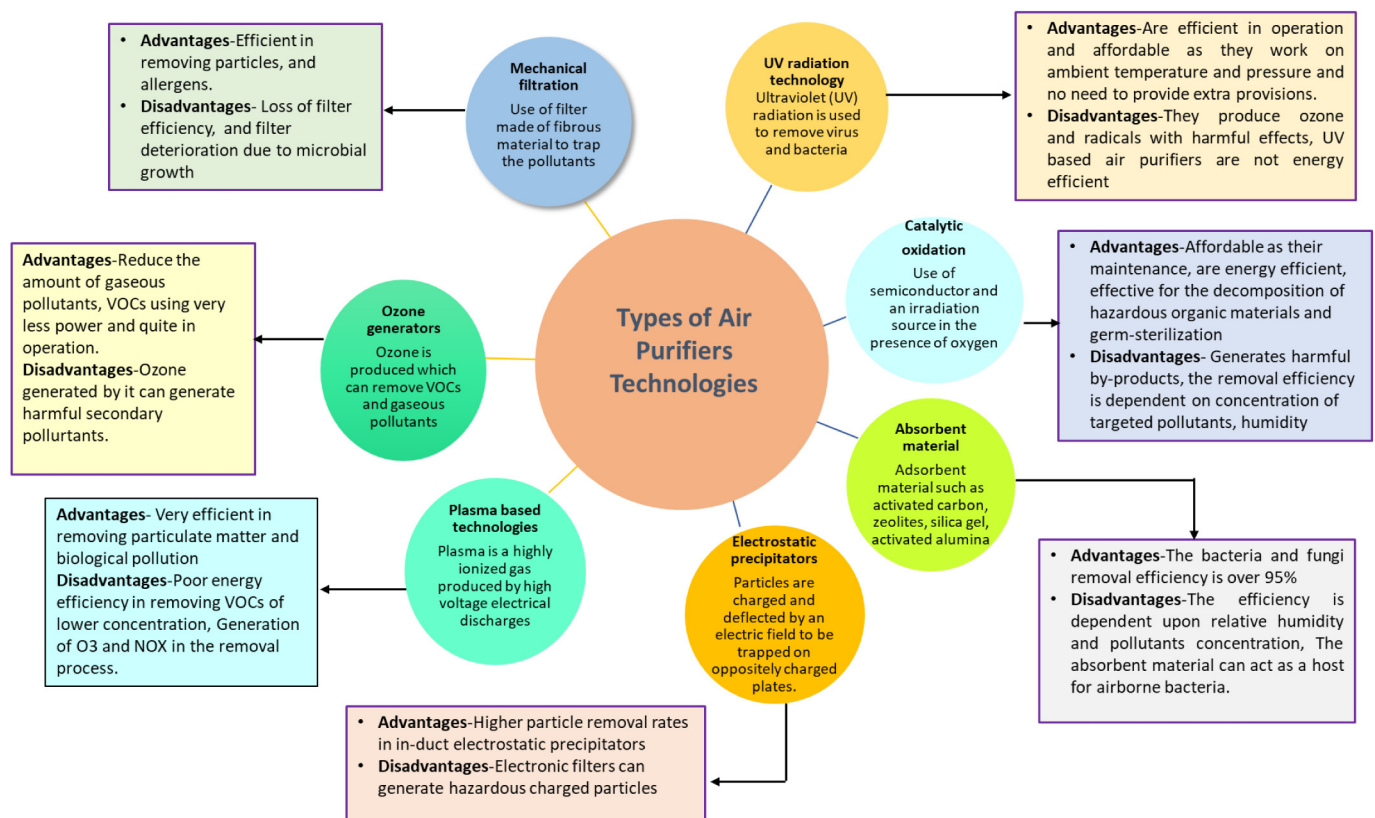 Types of Air
Purifiers
Technologies
Mechanical
filtration
Use of filter
made of fibrous
material to trap
the pollutants
• Advantages-Efficient in
removing particles, and
allergens.
• Disadvantages- Loss of filter
efficiency, and filter
deterioration due to microbial
growth
UV radiation
technology
Ultraviolet (UV)
radiation is used
to remove virus
and bacteria
• Advantages-Are efficient in operation
and affordable as they work on
ambient temperature and pressure and
no need to provide extra provisions.
• Disadvantages-They produce ozone
and radicals with harmful effects, UV
based air purifiers are not energy
efficient
Catalytic
oxidation
Use of
semiconductor and
an irradiation
source in the
presence of oxygen
• Advantages-Affordable as their
maintenance, are energy efficient,
effective for the decomposition of
hazardous organic materials and
germ-sterilization
• Disadvantages- Generates harmful
by-products, the removal efficiency
is dependent on concentration of
targeted pollutants, humidity
Ozone
generators
Ozone is
produced which
can remove VOCs
and gaseous
pollutants
Advantages-Reduce the
amount of gaseous
pollutants, VOCs using very
less power and quite in
operation.
Disadvantages-Ozone
generated by it can generate
harmful secondary
pollurtants.
Absorbent
material
Adsorbent
material such as
activated carbon,
zeolites, silica gel,
activated alumina
• Advantages-The bacteria and fungi
removal efficiency is over 95%
• Disadvantages-The efficiency is
dependent upon relative humidity
and pollutants concentration, The
absorbent material can act as a host
for airborne bacteria.
Plasma based
technologies
Plasma is a highly
ionized gas
produced by high
voltage electrical
discharges
Advantages- Very efficient in
removing particulate matter and
biological pollution
Disadvantages-Poor energy
efficiency in removing VOCs of
lower concentration, Generation
of O3 and NOX in the removal
process.
Electrostatic
precipitators
Particles are
charged and
deflected by an
electric field to be
trapped on
oppositely charged
plates.
• Advantages-Higher particle removal rates
in in-duct electrostatic precipitators
• Disadvantages-Electronic filters can
generate hazardous charged particles